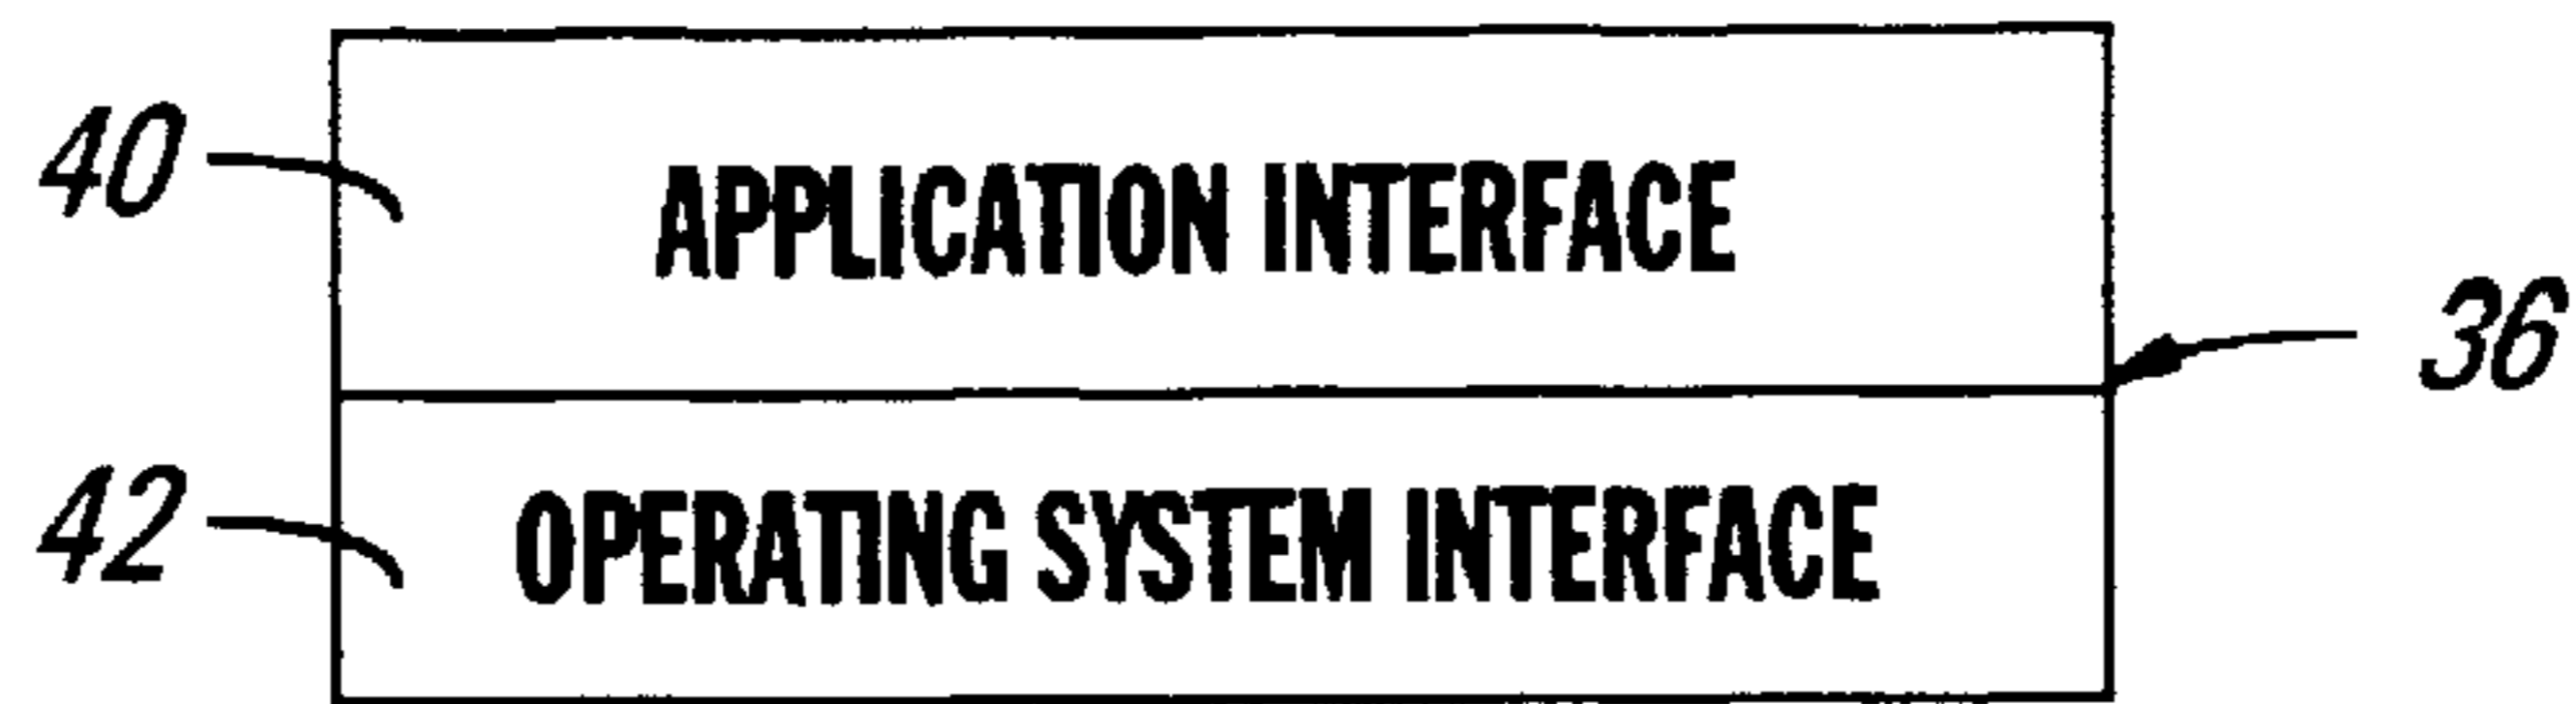 40
APPLICATION INTERFACE
36
42
OPERATING SYSTEM INTERFACE